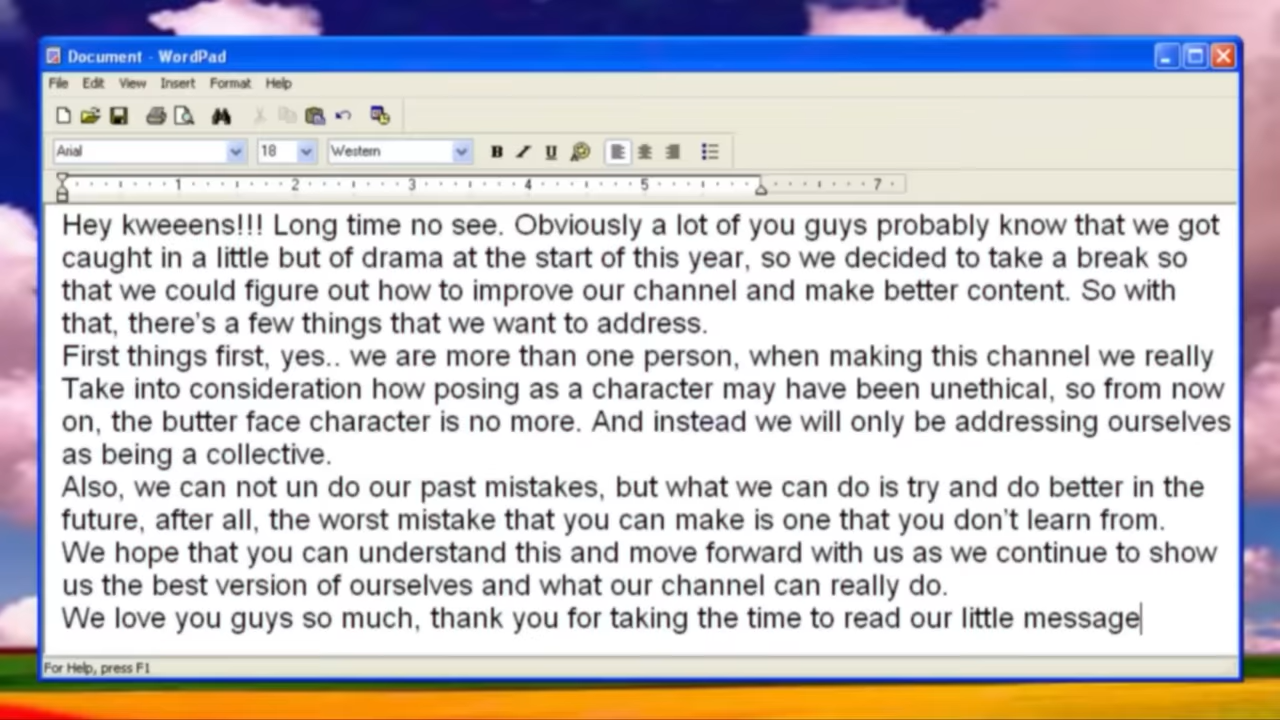 Document - WordPad
File Edit View Insert Format Help
Arial 18 Western B I U
1 2 3 4 5 7
Hey kweeens!!! Long time no see. Obviously a lot of you guys probably know that we got
caught in a little but of drama at the start of this year, so we decided to take a break so
that we could figure out how to improve our channel and make better content. So with
that, there's a few things that we want to address.
First things first, yes.. we are more than one person, when making this channel we really
Take into consideration how posing as a character may have been unethical, so from now
on, the butter face character is no more. And instead we will only be addressing ourselves
as being a collective.
Also, we can not un do our past mistakes, but what we can do is try and do better in the
future, after all, the worst mistake that you can make is one that you don't learn from.
We hope that you can understand this and move forward with us as we continue to show
us the best version of ourselves and what our channel can really do.
We love you guys so much, thank you for taking the time to read our little message
For Help, press F1